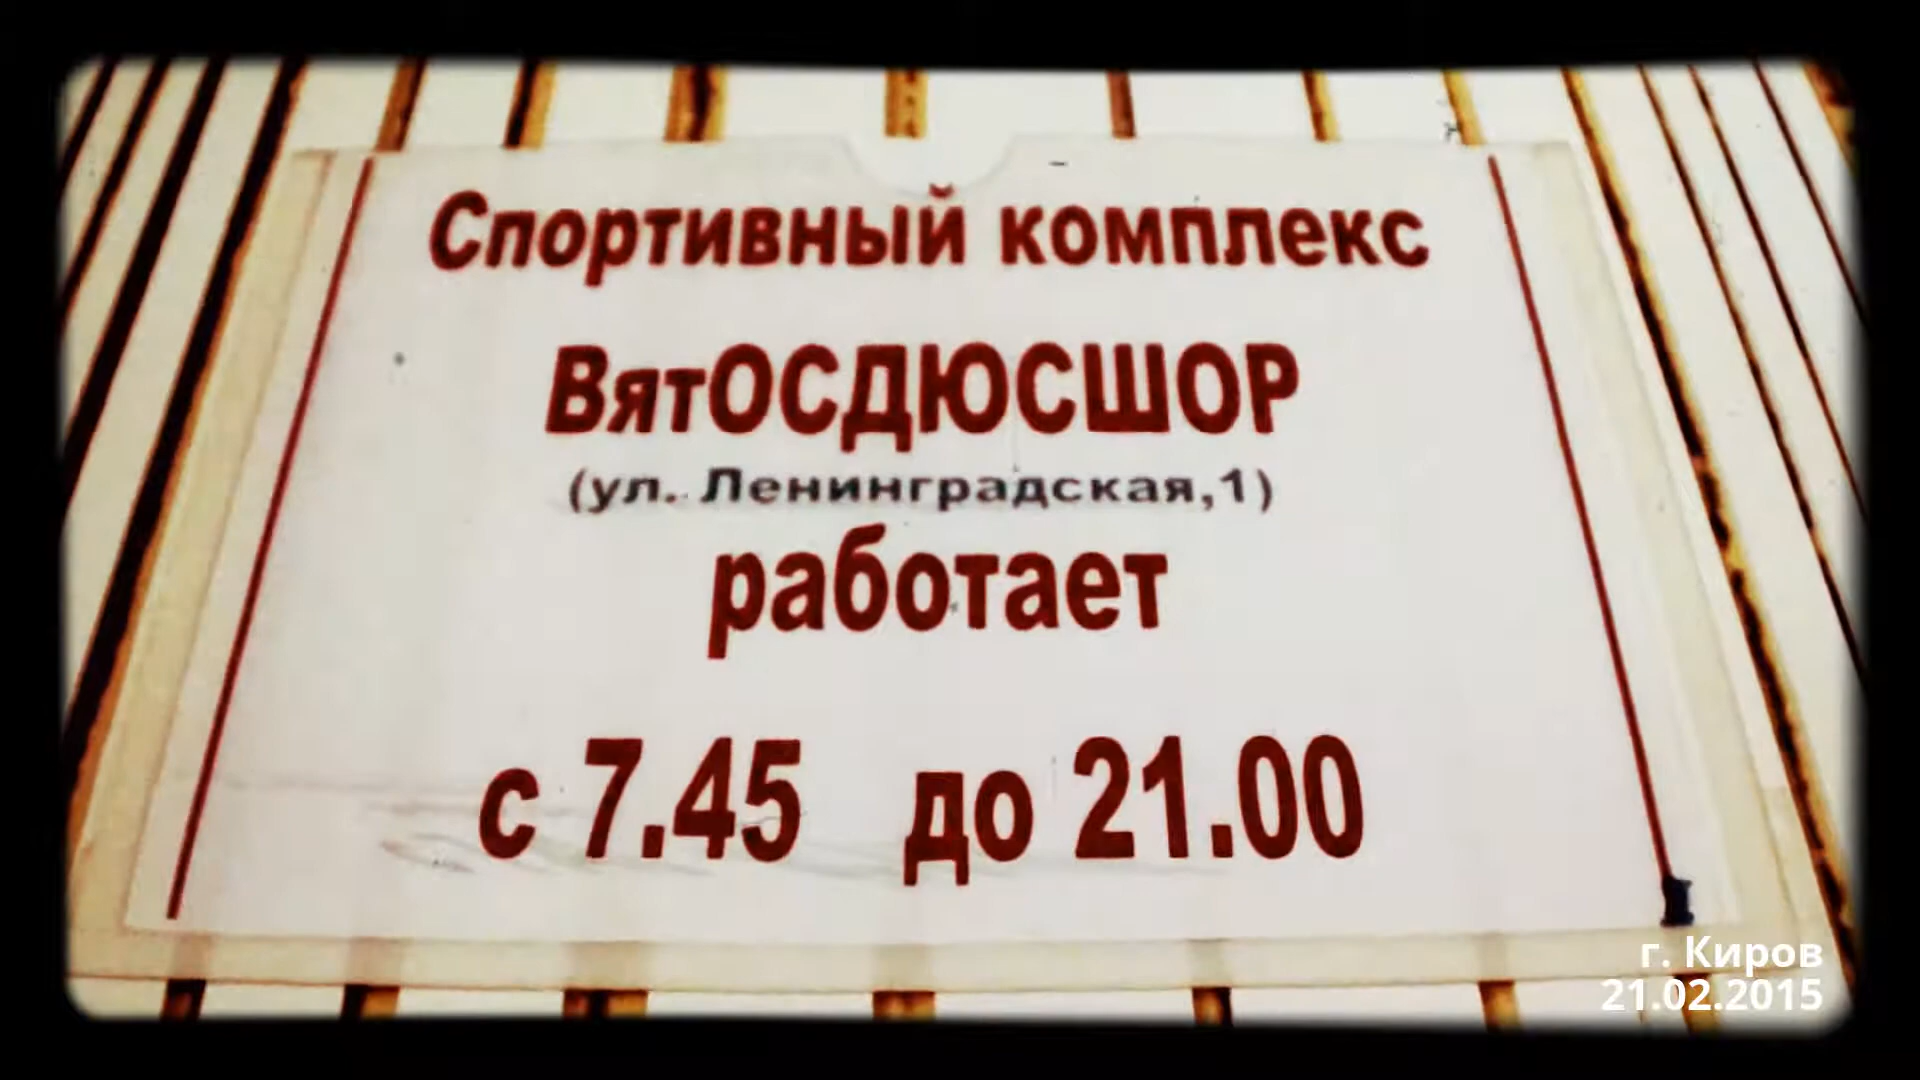 Спортивный комплекс
ВятОСДЮСШОР
(ул. Ленинградская,1)
работает
с 7.45 до 21.00
г. Киров
21.02.2015